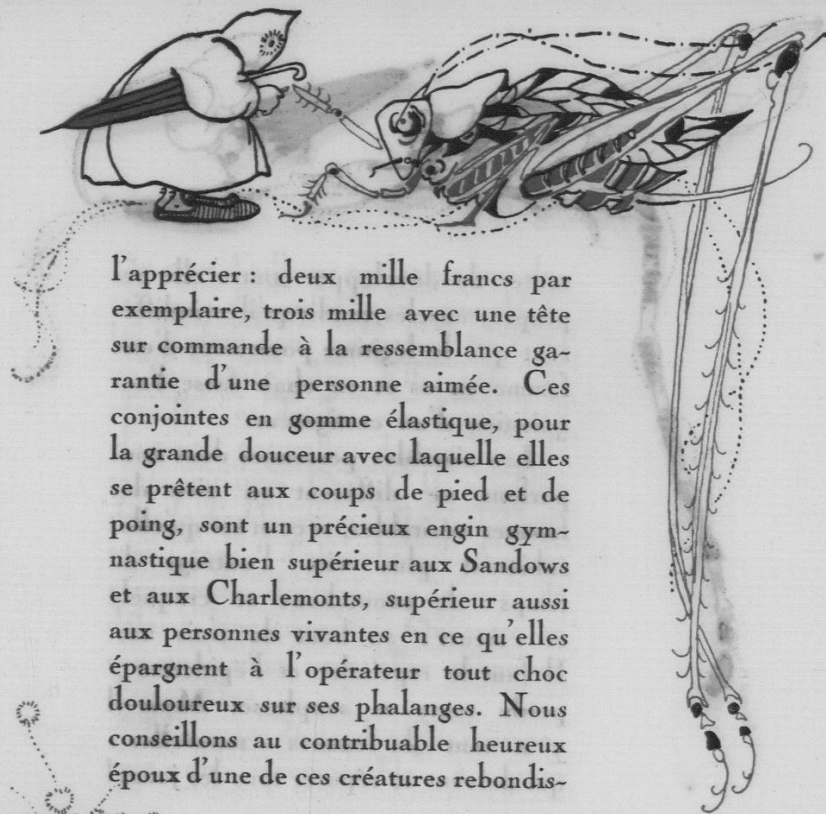 l'apprécier : deux mille francs par
exemplaire, trois mille avec une tête
sur commande à la ressemblance ga-
rantie d'une personne aimée. Ces
conjointes en gomme élastique, pour
la grande douceur avec laquelle elles
se prêtent aux coups de pied et de
poing, sont un précieux engin gym-
nastique bien supérieur aux Sandows
et aux Charlemonts, supérieur aussi
aux personnes vivantes en ce qu'elles
épargnent à l'opérateur tout choc
douloureux sur ses phalanges. Nous
conseillons au contribuable heureux
époux d'une de ces créatures rebondis-